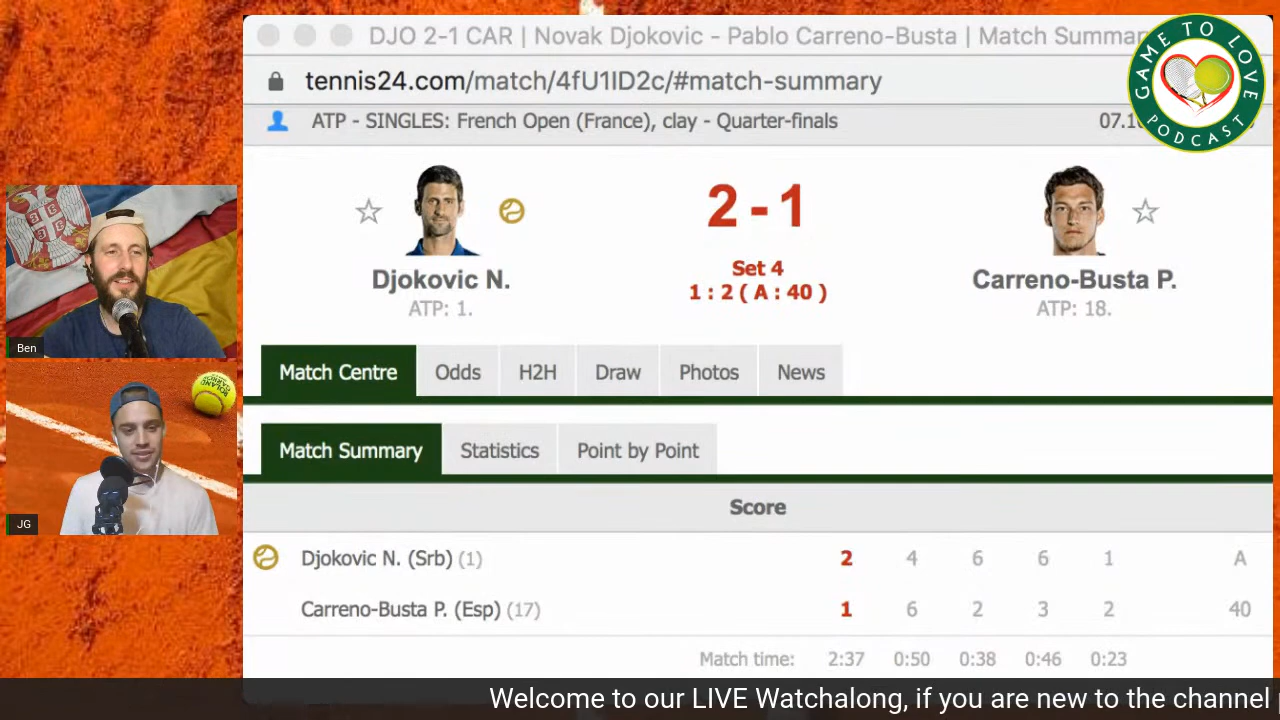 DJO 2-1 CAR | Novak Djokovic - Pablo Carreno-Busta | Match Summar
GAME TO LOVE
PODCAST
tennis24.com/match/4fU1lD2c/#match-summary
ATP - SINGLES: French Open (France), clay - Quarter-finals
07.10
2 - 1
Djokovic N.
ATP: 1.
Set 4
1 : 2 ( A : 40 )
Carreno-Busta P.
ATP: 18.
Ben
Match Centre Odds H2H Draw Photos News
Match Summary Statistics Point by Point
JG
Score
Djokovic N. (Srb) (1) 2 4 6 6 1 A
Carreno-Busta P. (Esp) (17) 1 6 2 3 2 40
Match time: 2:37 0:50 0:38 0:46 0:23
Welcome to our LIVE Watchalong, if you are new to the channel